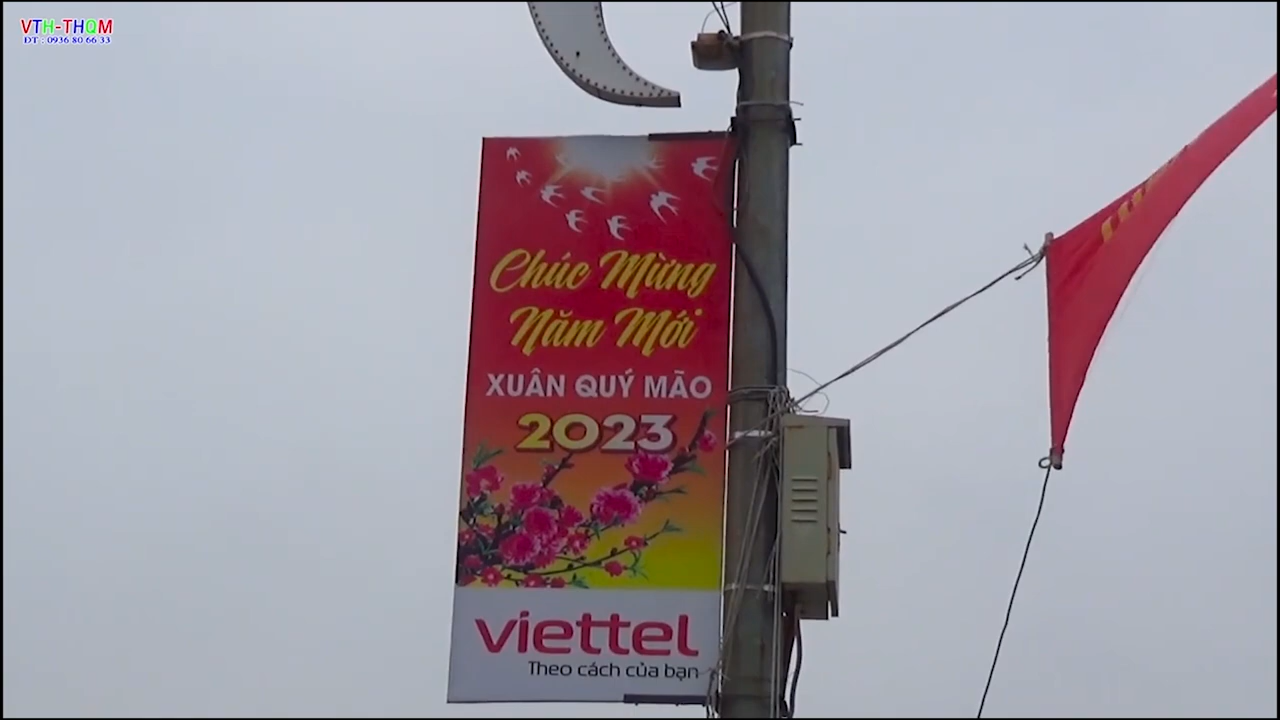 VTH-THQM
ĐT : 0936 80 66 33
Chúc Mừng
Năm Mới
XUÂN QUÝ MÃO
2023
viettel
Theo cách của bạn